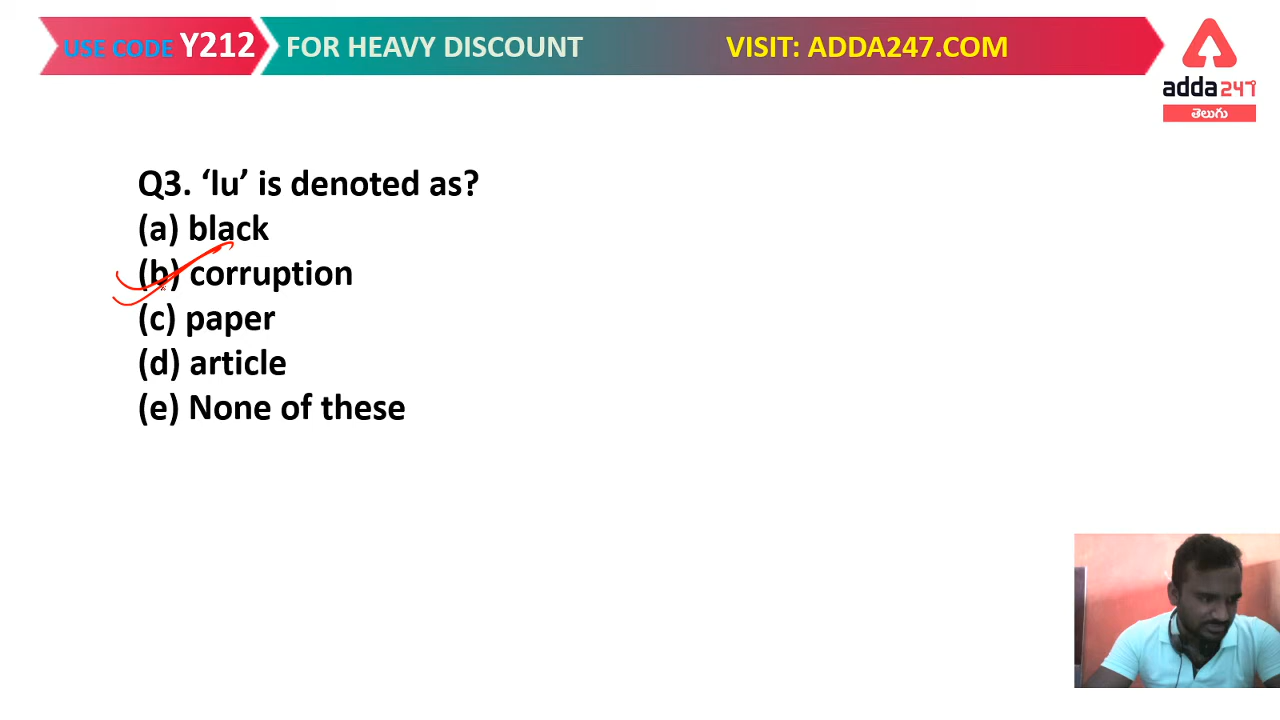 USE CODE Y212 FOR HEAVY DISCOUNT VISIT: ADDA247.COM
adda247
తెలుగు
Q3. ‘lu’ is denoted as?
(a) black
(b) corruption
(c) paper
(d) article
(e) None of these